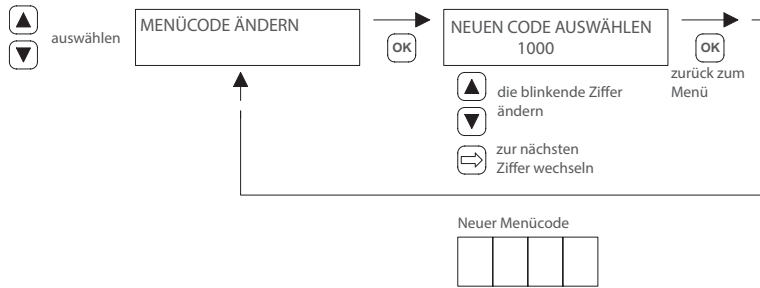 auswählen
MENÜCODE ÄNDERN
OK
NEUEN CODE AUSWÄHLEN
1000
OK
zurück zum
Menü
die blinkende Ziffer
ändern
zur nächsten
Ziffer wechseln
Neuer Menücode